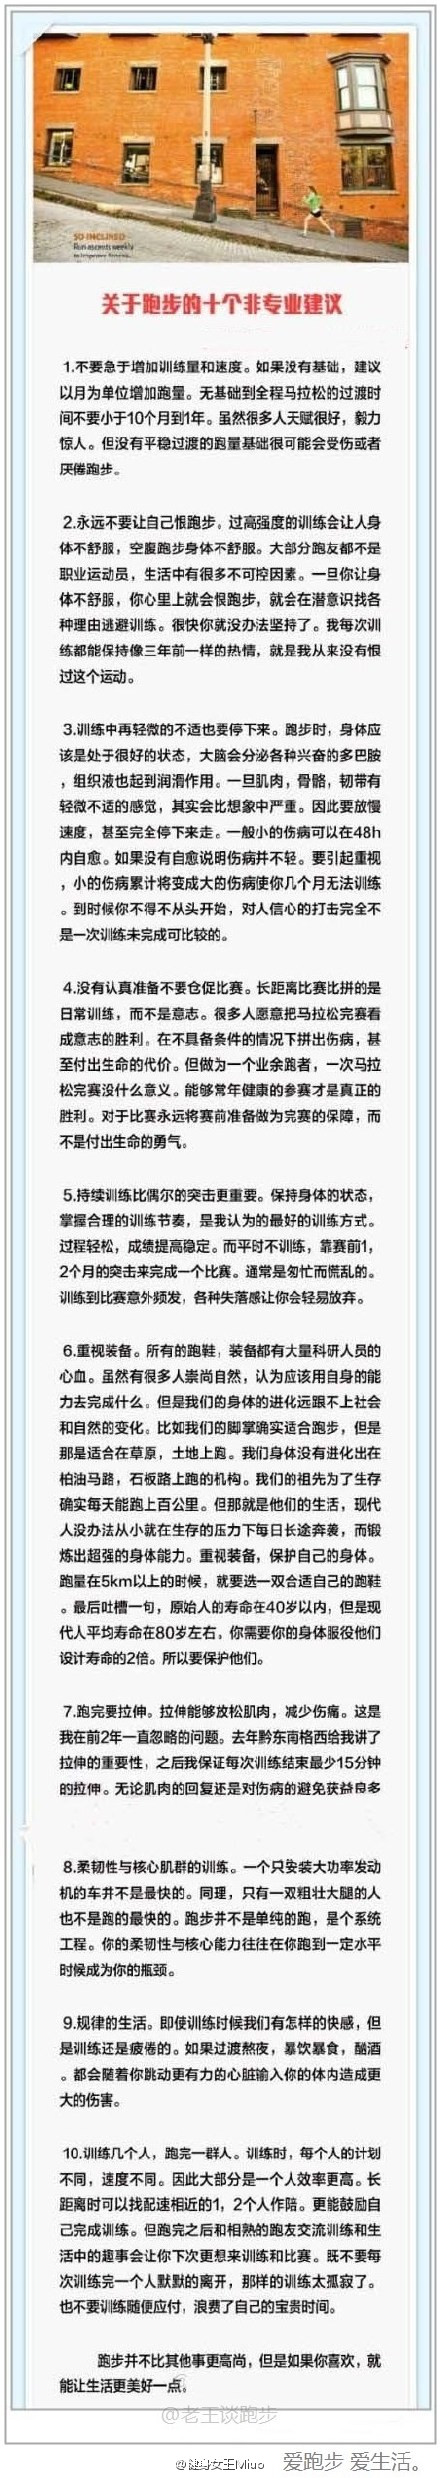 SO INCLINED
Run ascents weekly
关于跑步的十个非专业建议
1.不要急于增加训练量和速度。如果没有基础，建议
以月为单位增加跑量。无基础到全程马拉松的过渡时
间不要小于10个月到1年。虽然很多人天赋很好，毅力
惊人。但没有平稳过渡的跑量基础很可能会受伤或者
厌倦跑步。
2.永远不要让自己恨跑步。过高强度的训练会让人身
体不舒服，空腹跑步身体不舒服。大部分跑友都不是
职业运动员，生活中有很多不可控因素。一旦你让身
体不舒服，你心里上就会恨跑步，就会在潜意识找各
种理由逃避训练。很快你就没办法坚持了。我每次训
练都能保持像三年前一样的热情，就是我从来没有恨
过这个运动。
3.训练中再轻微的不适也要停下来。跑步时，身体应
该是处于很好的状态，大脑会分泌各种兴奋的多巴胺
，组织液也起到润滑作用。一旦肌肉，骨骼，韧带有
轻微不适的感觉，其实会比想象中严重。因此要放慢
速度，甚至完全停下来走。一般小的伤病可以在48h
内自愈。如果没有自愈说明伤病并不轻。要引起重视
，小的伤病累计将变成大的伤病使你几个月无法训练
。到时候你不得不从头开始，对人信心的打击完全不
是一次训练未完成可比较的。
4.没有认真准备不要仓促比赛。长距离比赛比拼的是
日常训练，而不是意志。很多人愿意把马拉松完赛看
成意志的胜利。在不具备条件的情况下拼出伤病，甚
至付出生命的代价。但做为一个业余跑者，一次马拉
松完赛没什么意义。能够常年健康的参赛才是真正的
胜利。对于比赛永远将赛前准备做为完赛的保障，而
不是付出生命的勇气。
5.持续训练比偶尔的突击更重要。保持身体的状态，
掌握合理的训练节奏，是我认为的最好的训练方式。
过程轻松，成绩提高稳定。而平时不训练，靠赛前1，
2个月的突击来完成一个比赛。通常是匆忙而慌乱的。
训练到比赛意外频发，各种失落感让你会轻易放弃。
6.重视装备。所有的跑鞋，装备都有大量科研人员的
心血。虽然有很多人崇尚自然，认为应该用自身的能
力去完成什么。但是我们的身体的进化远跟不上社会
和自然的变化。比如我们的脚掌确实适合跑步，但是
那是适合在草原，土地上跑。我们身体没有进化出在
柏油马路，石板路上跑的机构。我们的祖先为了生存
确实每天能跑上百公里。但那就是他们的生活，现代
人没办法从小就在生存的压力下每日长途奔袭，而锻
炼出超强的身体能力。重视装备，保护自己的身体。
跑量在5km以上的时候，就要选一双合适自己的跑鞋
。最后吐槽一句，原始人的寿命在40岁以内，但是现
代人平均寿命在80岁左右，你需要你的身体服役他们
设计寿命的2倍。所以要保护他们。
7.跑完要拉伸。拉伸能够放松肌肉，减少伤痛。这是
我在前2年一直忽略的问题。去年黔东南格西给我讲了
拉伸的重要性，之后我保证每次训练结束最少15分钟
的拉伸。无论肌肉的回复还是对伤病的避免获益良多
8.柔韧性与核心肌群的训练。一个只安装大功率发动
机的车并不是最快的。同理，只有一双粗壮大腿的人
也不是跑的最快的。跑步并不是单纯的跑，是个系统
工程。你的柔韧性与核心能力往往在你跑到一定水平
时候成为你的瓶颈。
9.规律的生活。即使训练时候我们有怎样的快感，但
是训练还是疲倦的。如果过渡熬夜，暴饮暴食，酗酒
。都会随着你跳动更有力的心脏输入你的体内造成更
大的伤害。
10.训练几个人，跑完一群人。训练时，每个人的计划
不同，速度不同。因此大部分是一个人效率更高。长
距离时可以找配速相近的1，2个人作陪。更能鼓励自
己完成训练。但跑完之后和相熟的跑友交流训练和生
活中的趣事会让你下次更想来训练和比赛。既不要每
次训练完一个人默默的离开，那样的训练太孤寂了。
也不要训练随便应付，浪费了自己的宝贵时间。
跑步并不比其他事更高尚，但是如果你喜欢，就
能让生活更美好一点。
@老王谈跑步
@健身女王Miuo 爱跑步 爱生活。